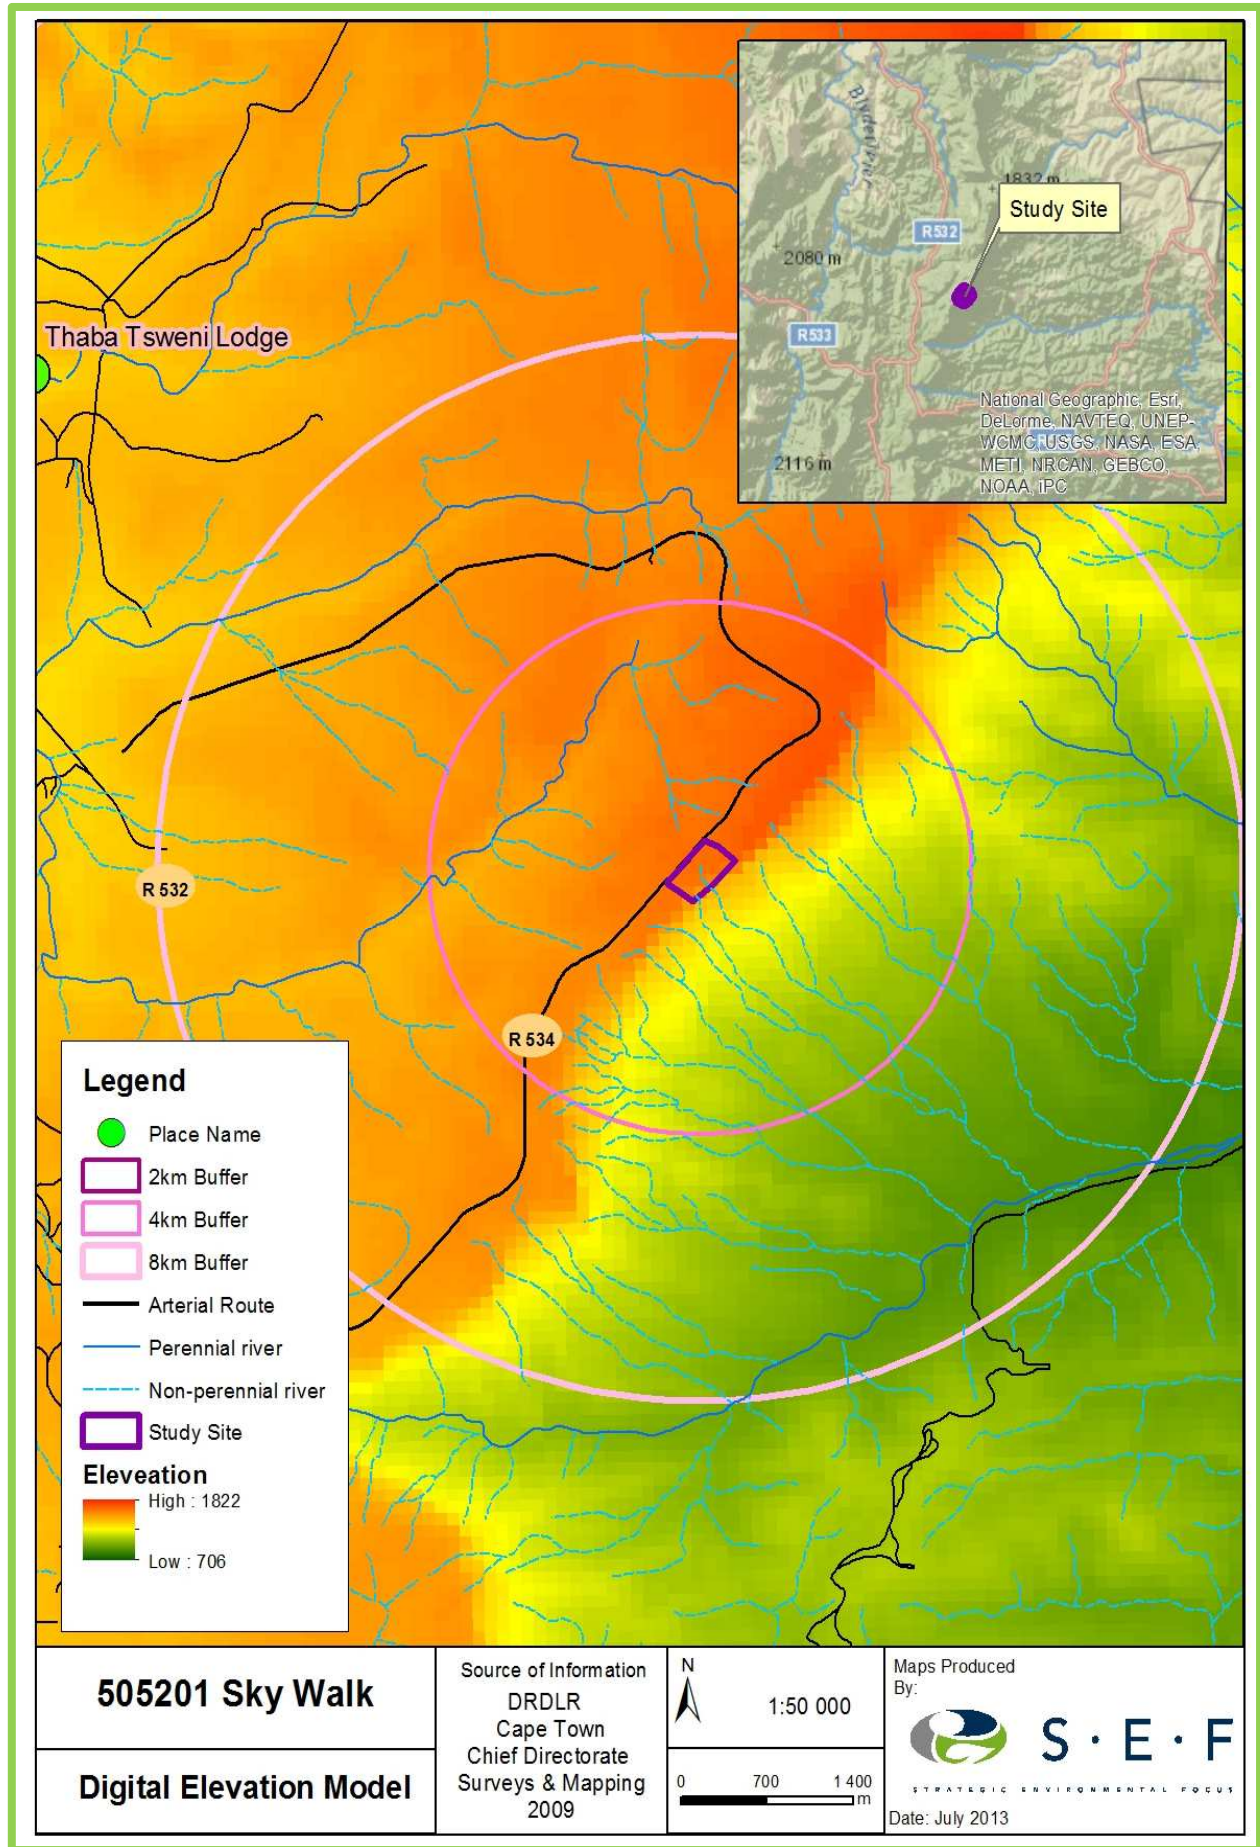 Blyderivier
1832 m
Study Site
R532
2080 m
R533
National Geographic, Esri,
DeLorme, NAVTEQ, UNEP-
WCMC, USGS, NASA, ESA,
METI, NRCAN, GEBCO,
NOAA, iPC
2116 m
Thaba Tsweni Lodge
R 532
R 534
Legend
Place Name
2km Buffer
4km Buffer
8km Buffer
Arterial Route
Perennial river
Non-perennial river
Study Site
Eleveation
High : 1822
Low : 706
505201 Sky Walk
Digital Elevation Model
Source of Information
DRDLR
Cape Town
Chief Directorate
Surveys & Mapping
2009
N
1:50 000
0 700 1 400
m
Maps Produced
By:
S·E·F
STRATEGIC ENVIRONMENTAL FOCUS
Date: July 2013